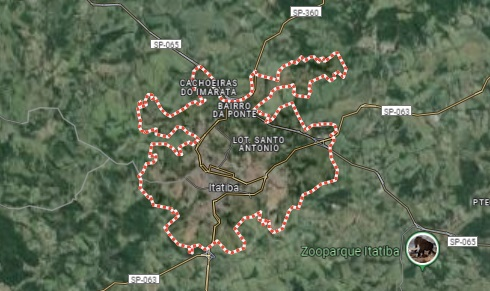 SP-360
SP-065
CACHOEIRAS
DO IMARATA
BAIRRO
DA PONTE
SP-063
LOT. SANTO
ANTONIO
Itatiba
PTE
Zooparque Itatiba
SP-065
SP-063